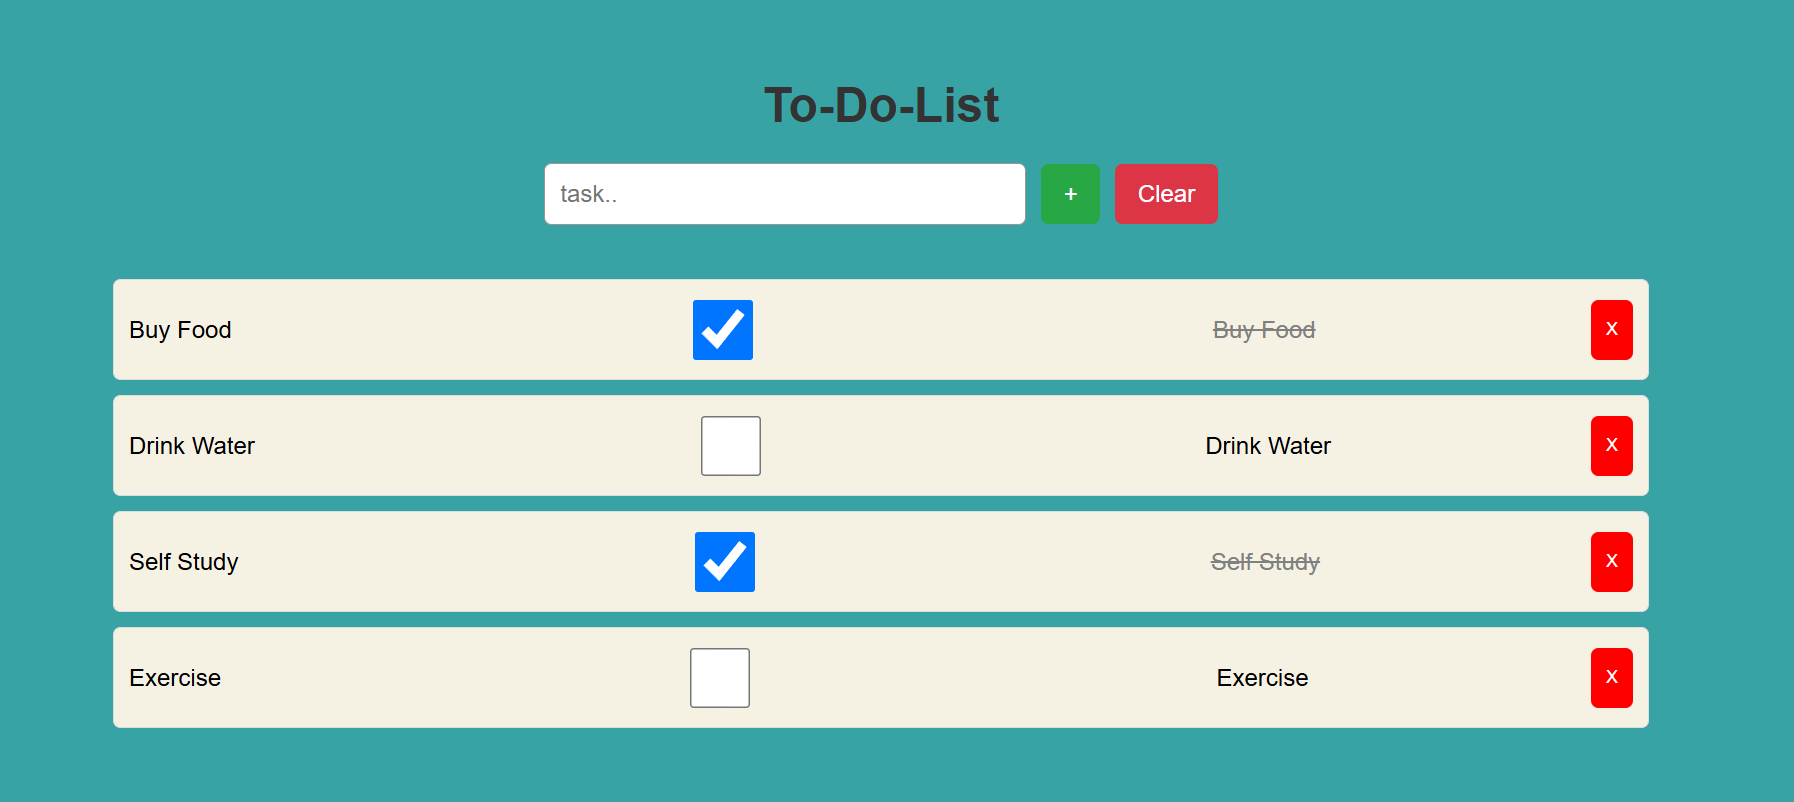 To-Do-List
task..
+
Clear
Buy Food Buy Food x
Drink Water Drink Water x
Self Study Self Study x
Exercise Exercise x